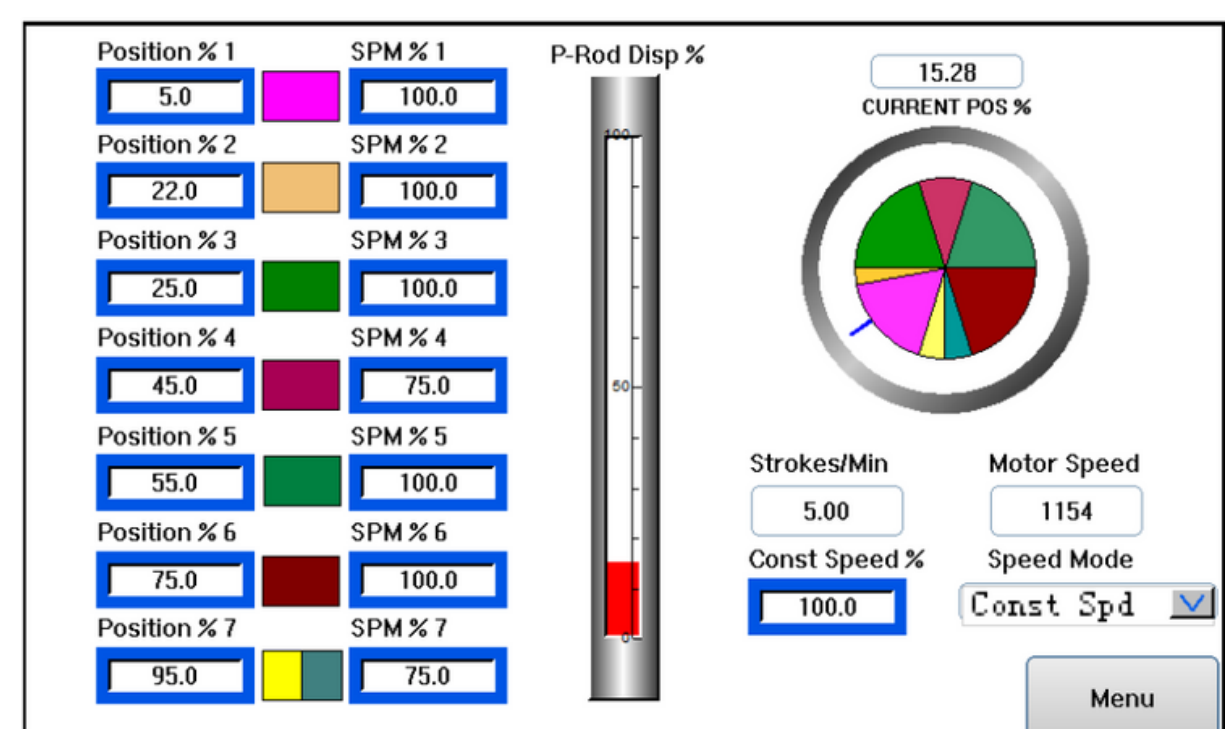 Position % 1 SPM % 1
5.0 100.0
Position % 2 SPM % 2
22.0 100.0
Position % 3 SPM % 3
25.0 100.0
Position % 4 SPM % 4
45.0 75.0
Position % 5 SPM % 5
55.0 100.0
Position % 6 SPM % 6
75.0 100.0
Position % 7 SPM % 7
95.0 75.0
P-Rod Disp %
100
50
0
15.28
CURRENT POS %
Strokes/Min Motor Speed
5.00 1154
Const Speed % Speed Mode
100.0 Const Spd
Menu